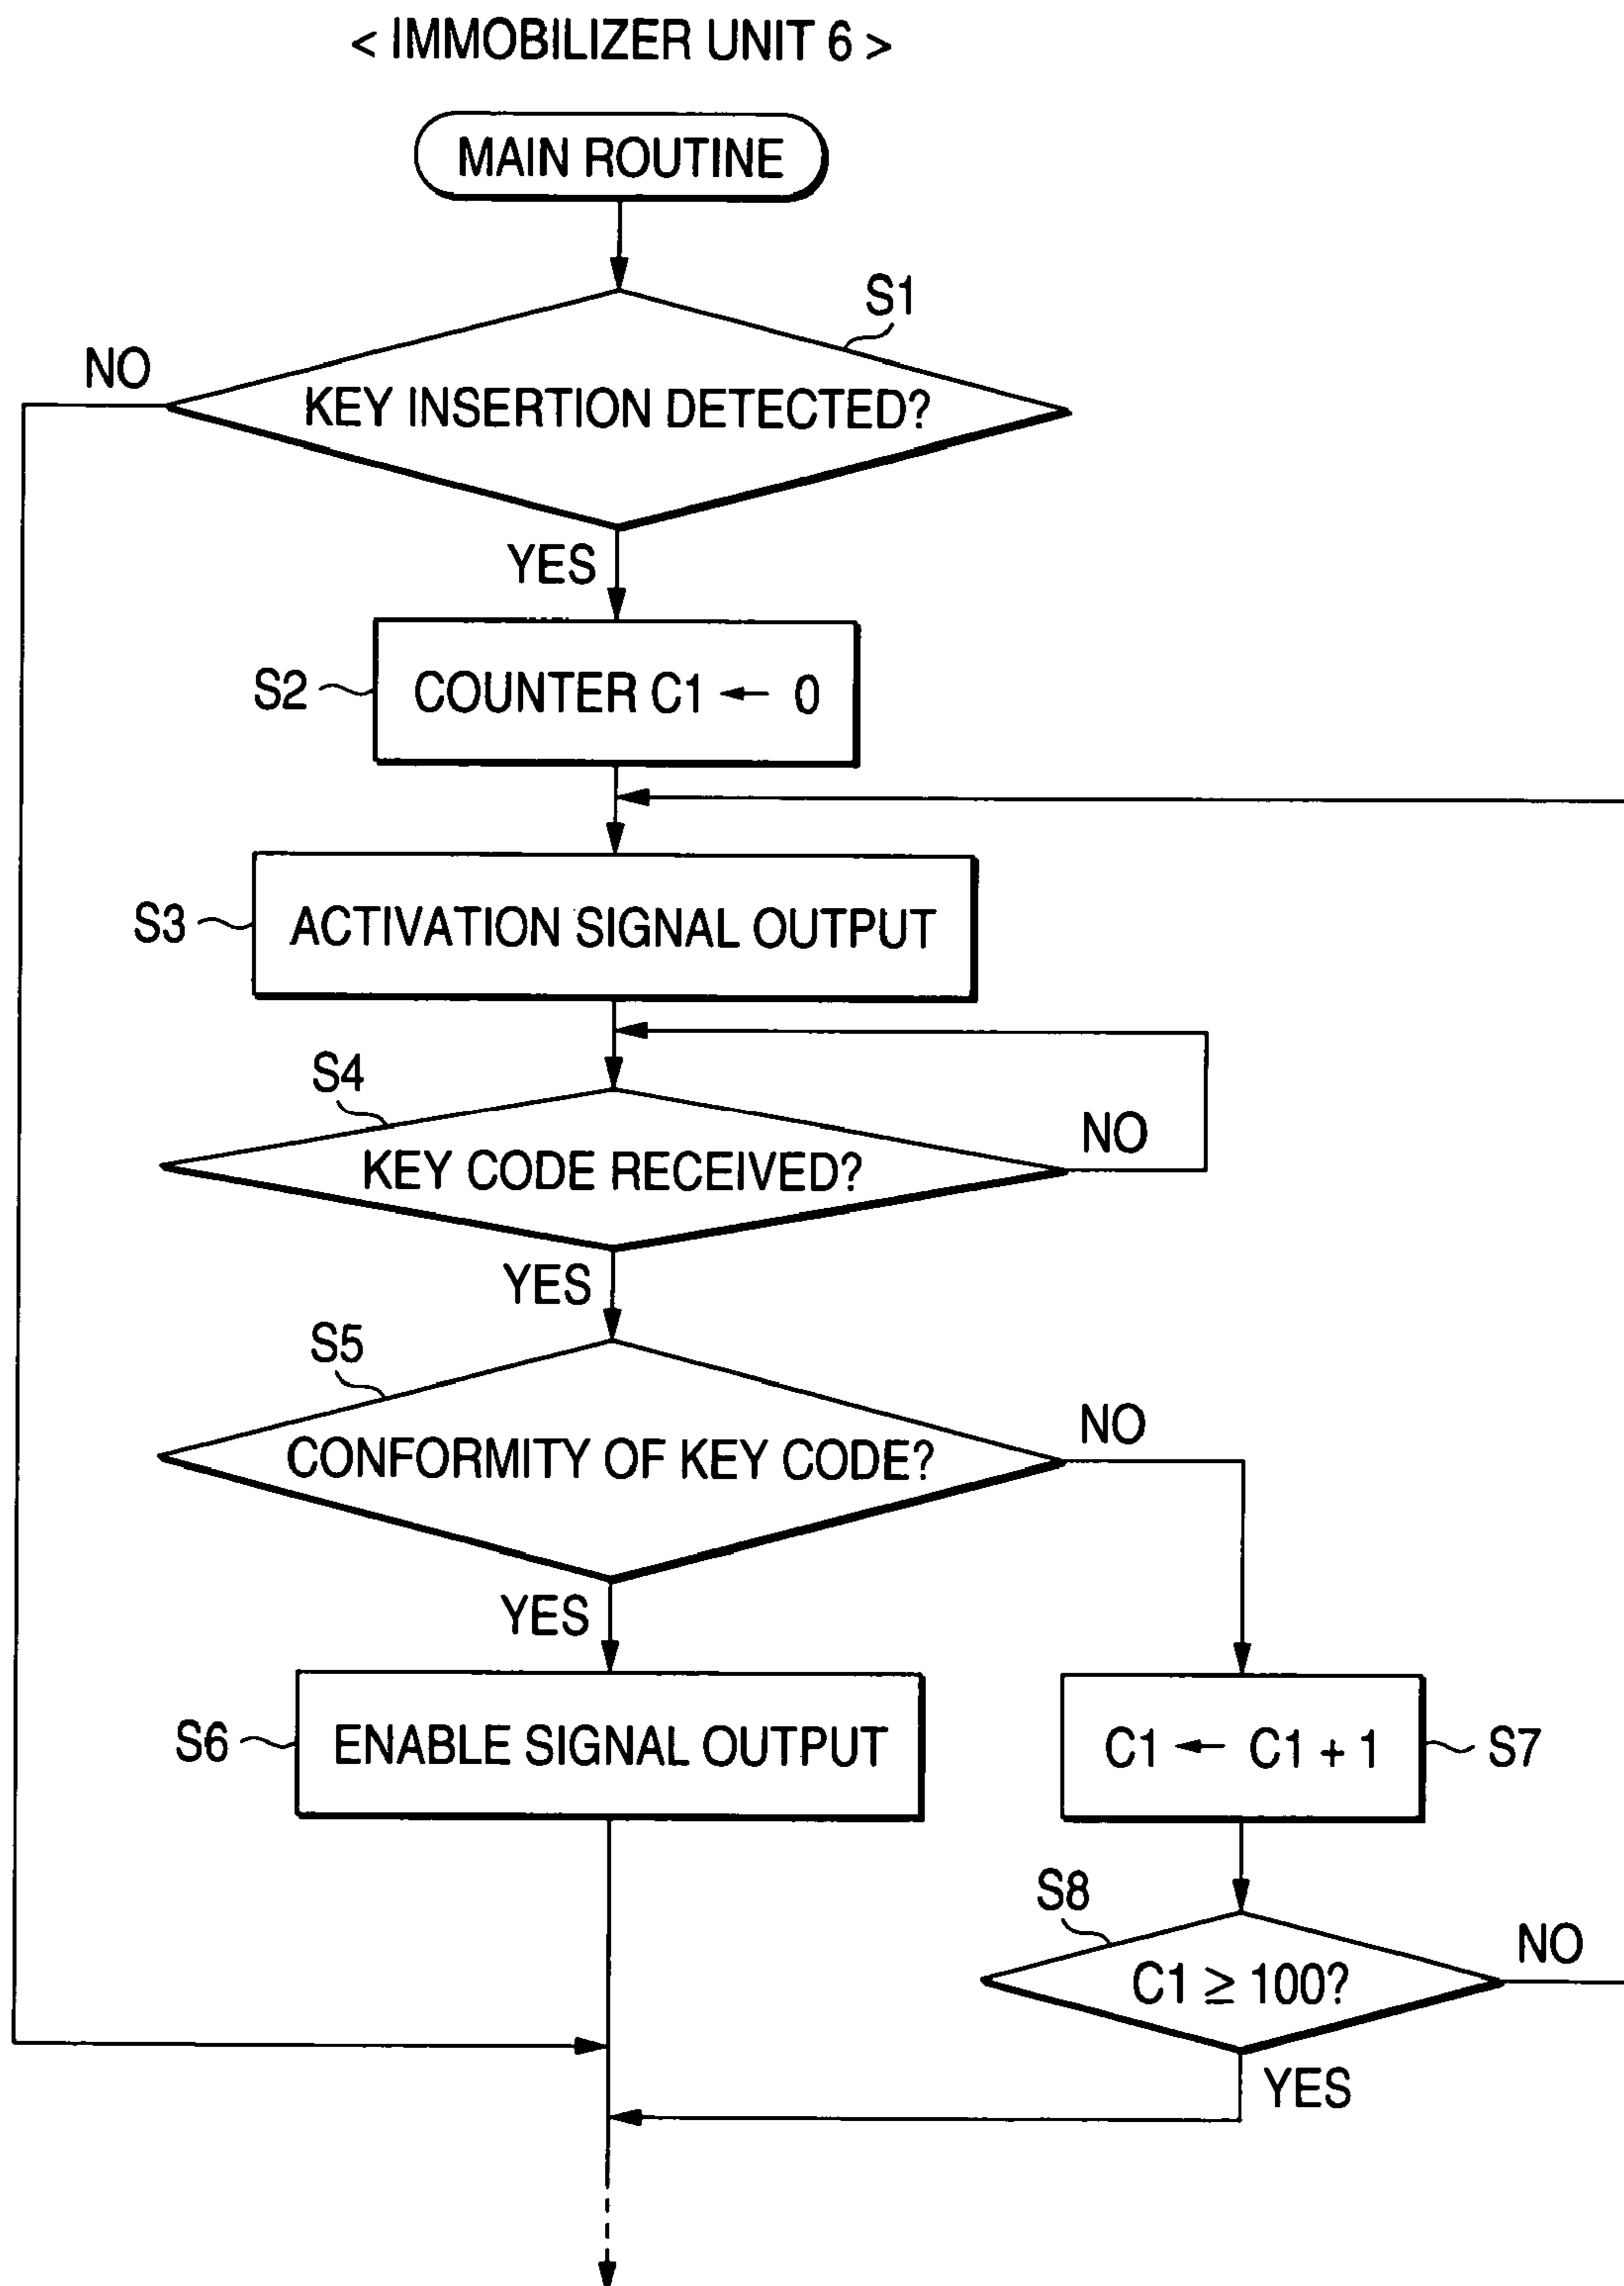 < IMMOBILIZER UNIT 6 >
MAIN ROUTINE
S1
NO
KEY INSERTION DETECTED?
YES
S2
COUNTER C1 ← 0
S3
ACTIVATION SIGNAL OUTPUT
S4
NO
KEY CODE RECEIVED?
YES
S5
NO
CONFORMITY OF KEY CODE?
YES
S6
ENABLE SIGNAL OUTPUT
C1 ← C1 + 1
S7
S8
NO
C1 ≥ 100?
YES